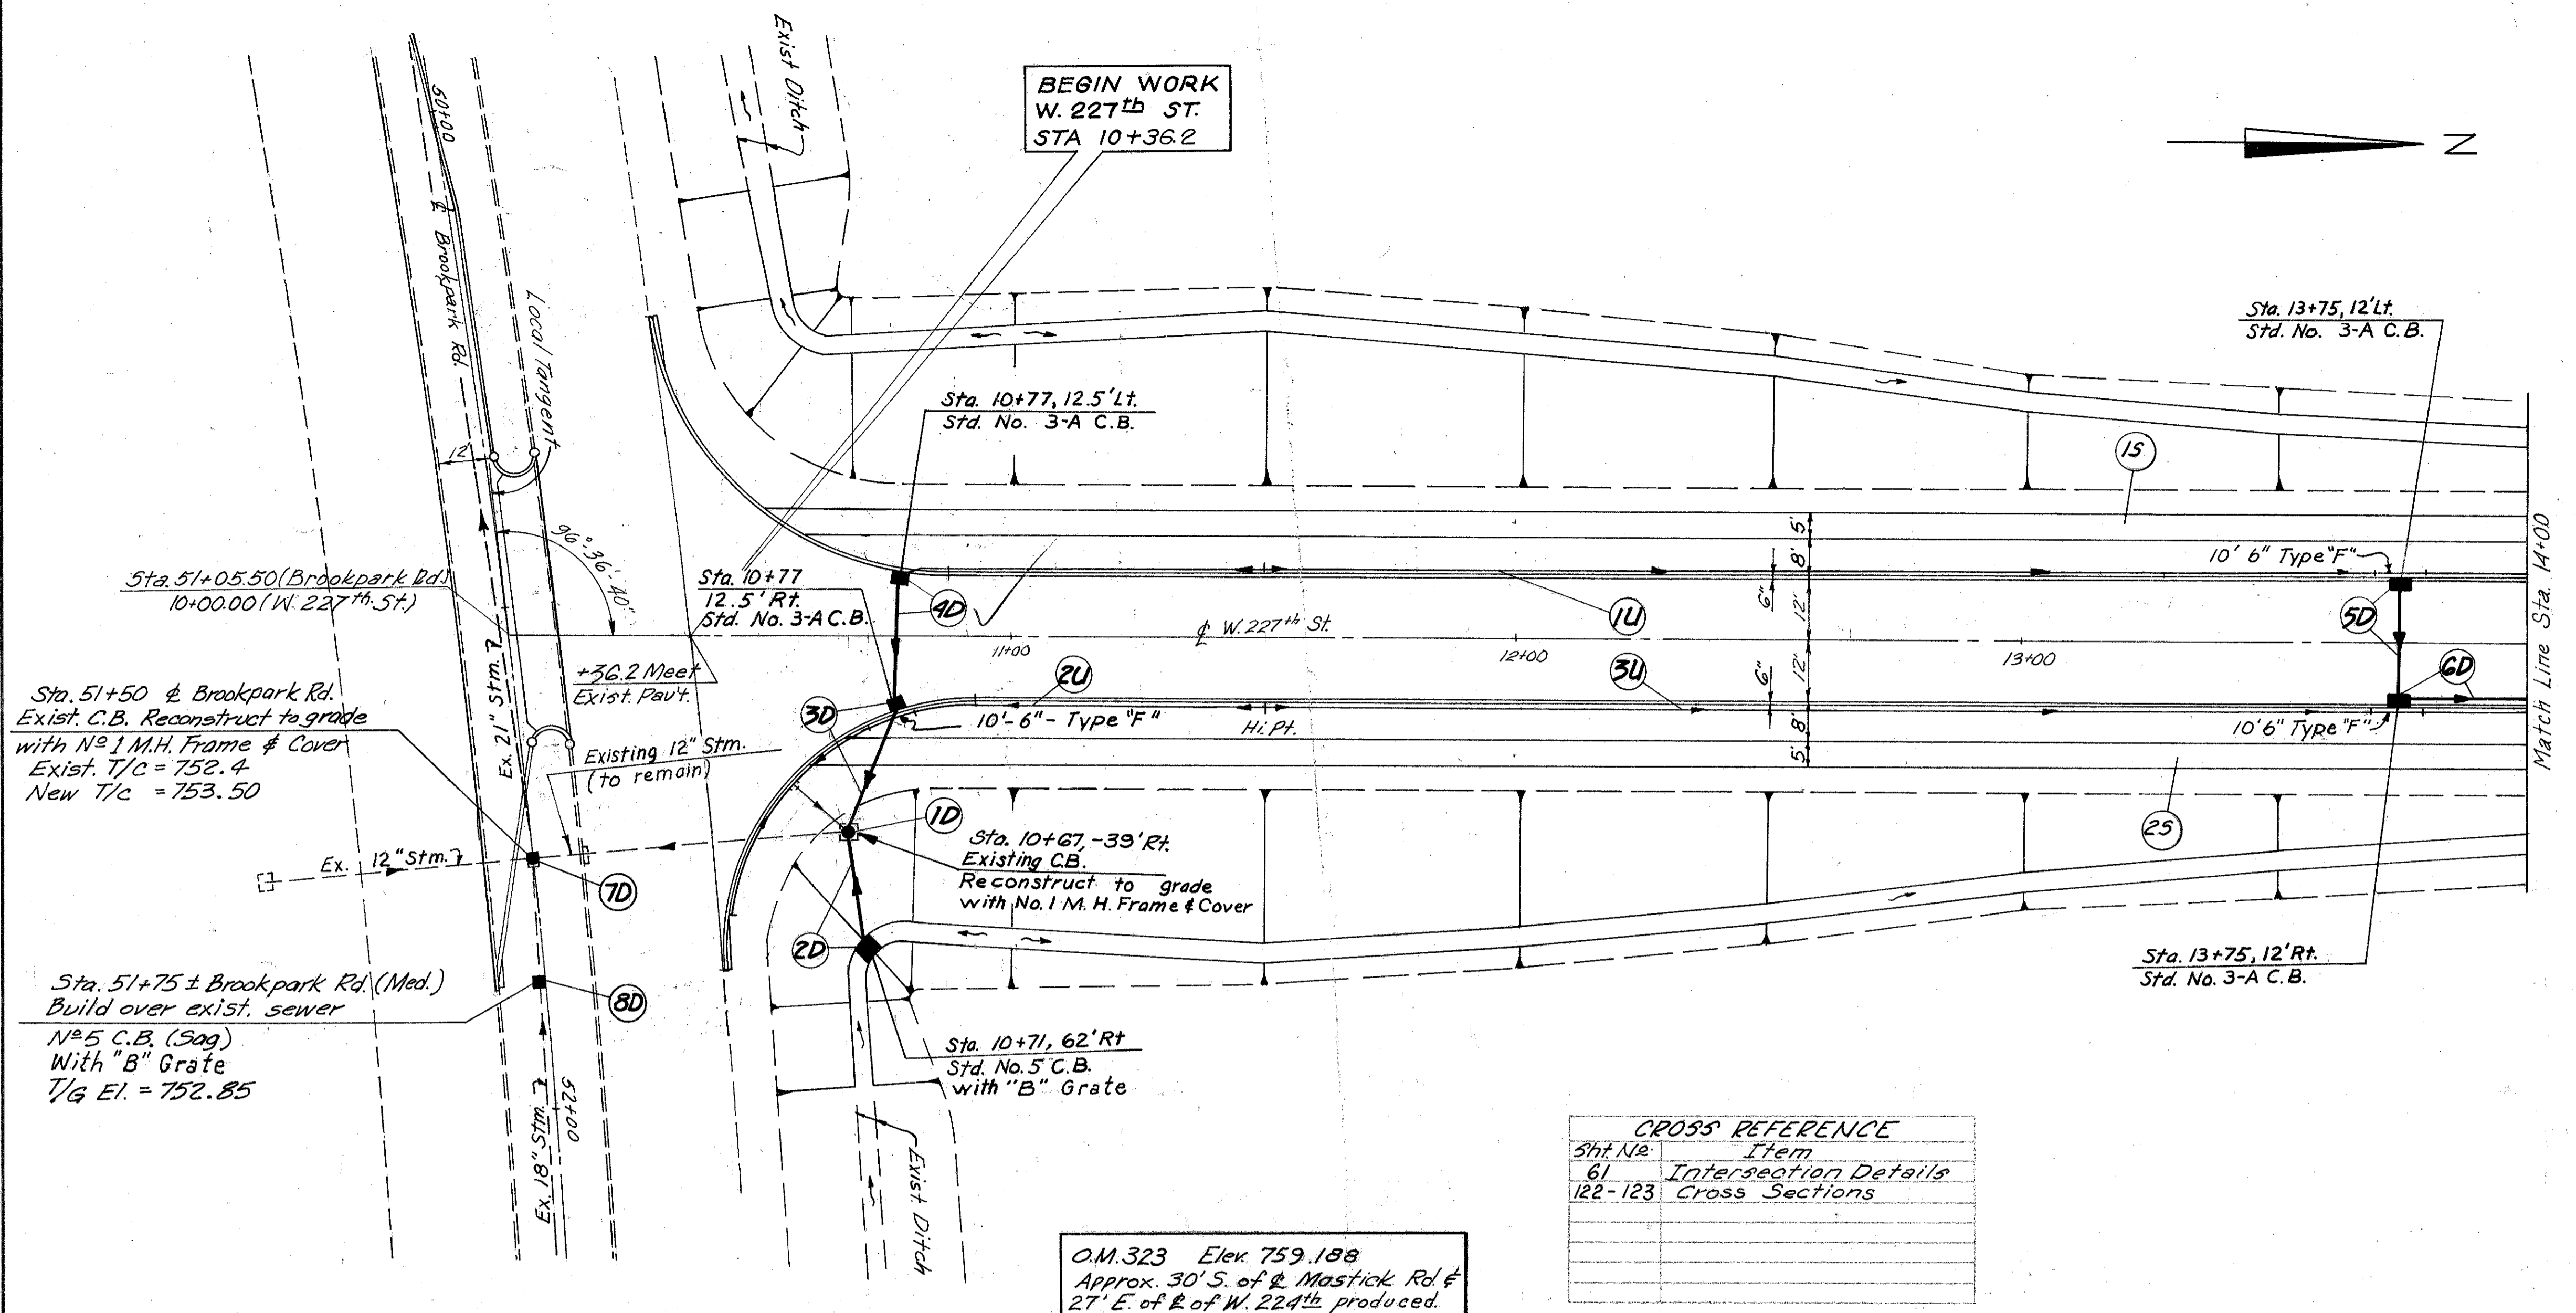 Exist Ditch
BEGIN WORK
W. 227th ST.
STA 10+36.2
N
50+00
℄ Brookpark Rd.
Local Tangent
12'
96°-36'-40"
Sta. 10+77, 12.5' Lt.
Std. No. 3-A C.B.
Sta. 13+75, 12' Lt.
Std. No. 3-A C.B.
1S
5'
8'
6"
12'
12'
6"
8'
5'
10' 6" Type "F"
Match Line Sta. 14+00
Sta. 51+05.50 (Brookpark Rd.)
10+00.00 (W. 227th St.)
Sta. 10+77
12.5' Rt.
Std. No. 3-A C.B.
4D
1U
5D
℄ W. 227th St.
11+00
12+00
13+00
+36.2 Meet
Exist. Pav't.
2U
3U
6D
3D
10'-6" - Type "F"
Hi. Pt.
10' 6" Type "F"
Sta. 51+50 ℄ Brookpark Rd.
Exist. C.B. Reconstruct to grade
with Nº 1 M.H. Frame & Cover
Exist. T/C = 752.4
New T/C = 753.50
Ex. 21" Stm.
Existing 12" Stm.
(to remain)
1D
Sta. 10+67, -39' Rt.
Existing C.B.
Reconstruct to grade
with No. 1 M.H. Frame & Cover
2S
Ex. 12" Stm.
7D
2D
Sta. 13+75, 12' Rt.
Std. No. 3-A C.B.
Sta. 51+75 ± Brookpark Rd. (Med.)
Build over exist. sewer
Nº 5 C.B. (Sag)
With "B" Grate
T/G El. = 752.85
8D
Sta. 10+71, 62' Rt
Std. No. 5 C.B.
with "B" Grate
Ex. 18" Stm.
52+00
Exist Ditch
CROSS REFERENCE
Sht. Nº Item
61 Intersection Details
122-123 Cross Sections
O.M. 323 Elev. 759.188
Approx. 30' S. of ℄ Mastick Rd. &
27' E. of ℄ of W. 224th produced.